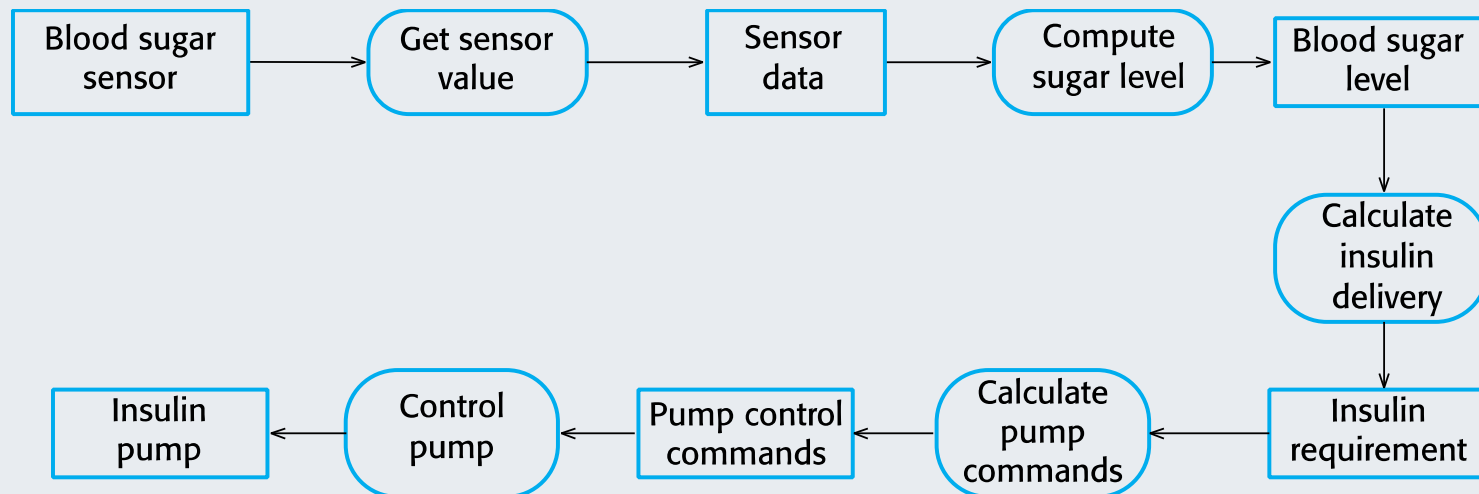 Blood sugar
sensor
Get sensor
value
Sensor
data
Compute
sugar level
Blood sugar
level
Calculate
insulin
delivery
Insulin
requirement
Calculate
pump
commands
Pump control
commands
Control
pump
Insulin
pump